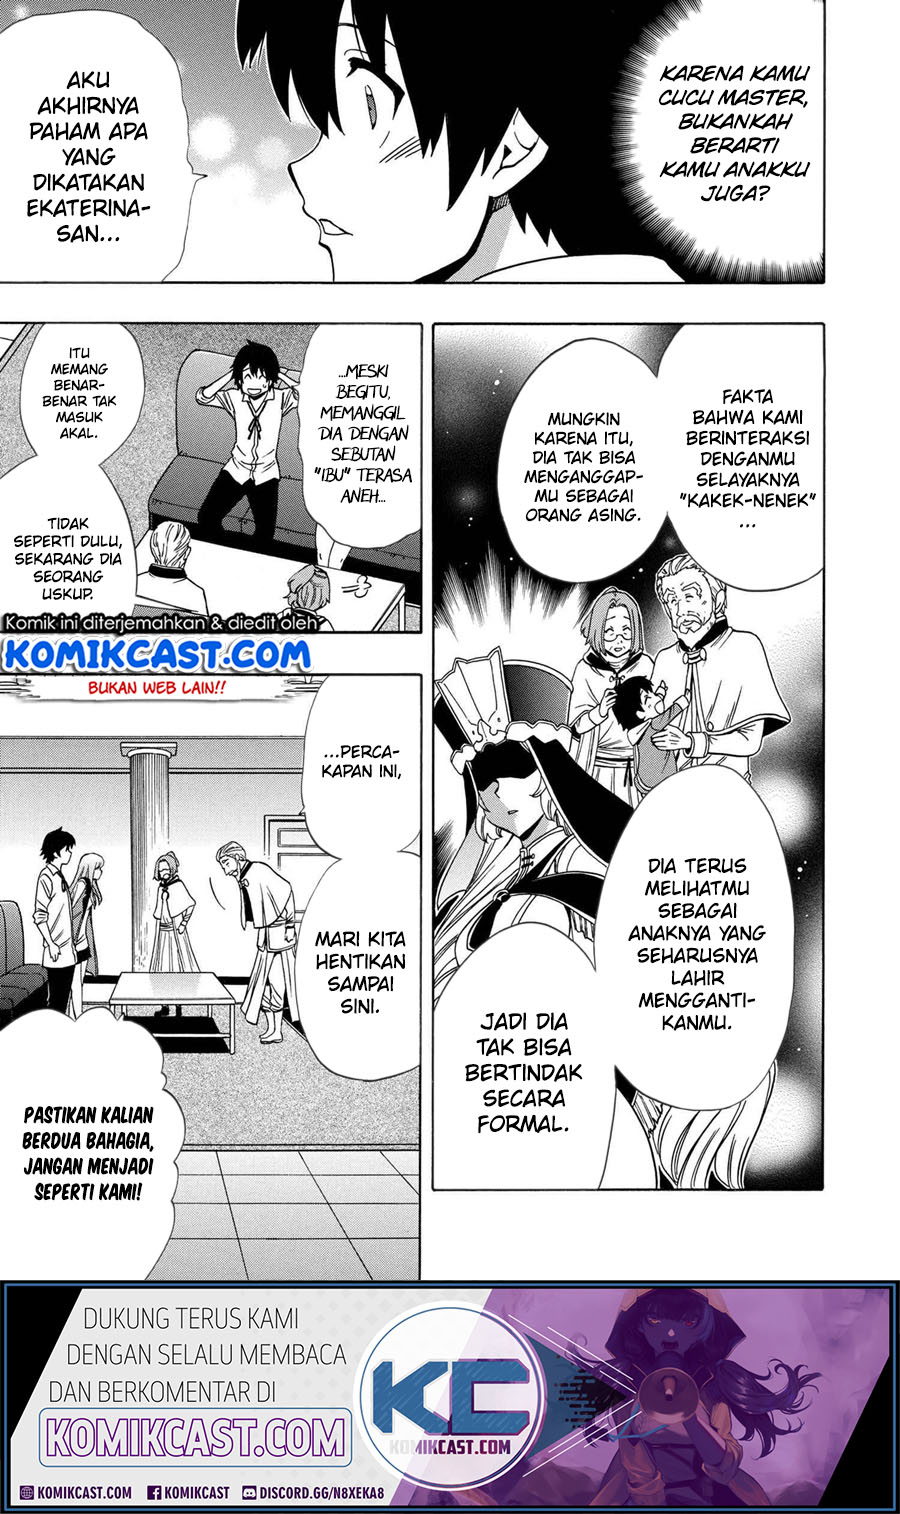 KARENA KAMU
CUCU MASTER,
BUKANKAH
BERARTI
KAMU ANAKKU
JUGA?
AKU
AKHIRNYA
PAHAM APA
YANG
DIKATAKAN
EKATERINA-
SAN...
FAKTA
BAHWA KAMI
BERINTERAKSI
DENGANMU
SELAYAKNYA
"KAKEK-NENEK"
...
MUNGKIN
KARENA ITU,
DIA TAK BISA
MENGANGGAP-
MU SEBAGAI
ORANG ASING.
DIA TERUS
MELIHATMU
SEBAGAI
ANAKNYA YANG
SEHARUSNYA
LAHIR
MENGGANTI-
KANMU.
JADI DIA
TAK BISA
BERTINDAK
SECARA
FORMAL.
...MESKI
BEGITU,
MEMANGGIL
DIA DENGAN
SEBUTAN
"IBU" TERASA
ANEH...
ITU
MEMANG
BENAR-
BENAR TAK
MASUK
AKAL.
TIDAK
SEPERTI DULU,
SEKARANG DIA
SEORANG
USKUP.
Komik ini diterjemahkan & diedit oleh
KOMIKCAST.COM
BUKAN WEB LAIN!!
...PERCA-
KAPAN INI,
MARI KITA
HENTIKAN
SAMPAI
SINI.
PASTIKAN KALIAN
BERDUA BAHAGIA,
JANGAN MENJADI
SEPERTI KAMI!
DUKUNG TERUS KAMI
DENGAN SELALU MEMBACA
DAN BERKOMENTAR DI
KOMIKCAST.COM
KC
KOMIKCAST.COM
KOMIKCAST.COM KOMIKCAST DISCORD.GG/N8XEKA8